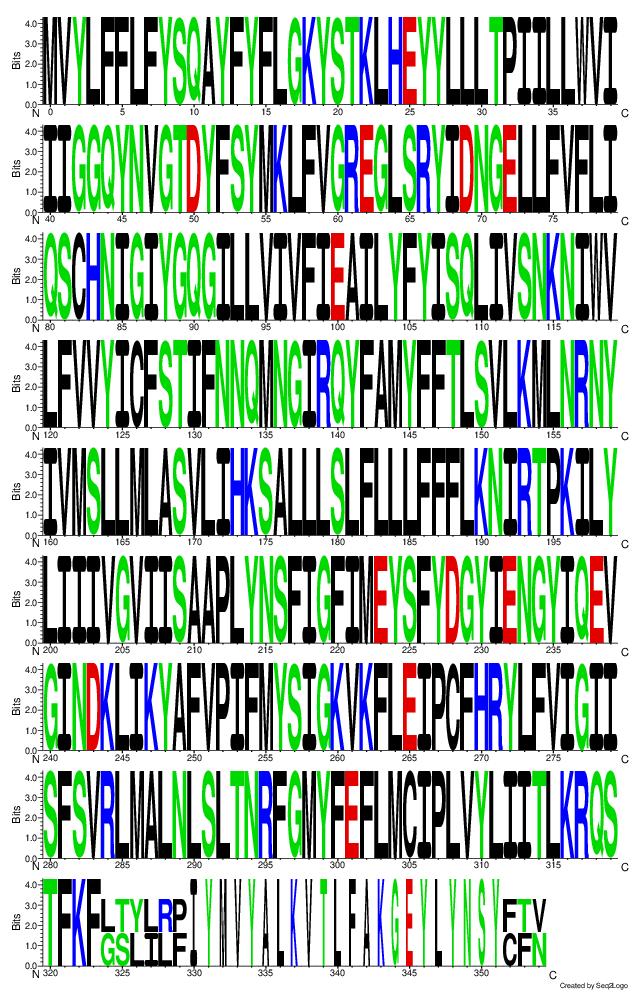 Bits 4.0 3.0 2.0 1.0 0.0
MVYLFFLFYSQAYFYFLGKYSTKLHEYYLLLTPIILLWVI
N 0 5 10 15 20 25 30 35 C
Bits 4.0 3.0 2.0 1.0 0.0
IIGGQYNVGTDYFSYMKLFVGREGLSRYIDNGELLFVFLI
N 40 45 50 55 60 65 70 75 C
Bits 4.0 3.0 2.0 1.0 0.0
QSCHNIGIYGQGILLVIVFIEAILYFYISQLIVSNKNIWV
N 80 85 90 95 100 105 110 115 C
Bits 4.0 3.0 2.0 1.0 0.0
LFVVYICFSTIFNNQMNGIRQYFAMYFFTLSVLKMLNRNY
N 120 125 130 135 140 145 150 155 C
Bits 4.0 3.0 2.0 1.0 0.0
IVMSLLMLASVLIHKSALLLSLFLLLFFFLKNIRTPKILY
N 160 165 170 175 180 185 190 195 C
Bits 4.0 3.0 2.0 1.0 0.0
LIIIVGVIISAAPLYNSFIGFIMEYSFYDGYIENGYIQEV
N 200 205 210 215 220 225 230 235 C
Bits 4.0 3.0 2.0 1.0 0.0
GINDKLIKYAFVPIFMYSIGKVKFLEIPCFHRYLFVIGII
N 240 245 250 255 260 265 270 275 C
Bits 4.0 3.0 2.0 1.0 0.0
SFSVRLMALNLSLTNRFGMYFEFLMCIPLVYLIITLKRQS
N 280 285 290 295 300 305 310 315 C
Bits 4.0 3.0 2.0 1.0 0.0
TFKFLTYLRPIYMVYALKVTLFAKGEYLYNSYFTV
GSLILF CFN
N 320 325 330 335 340 345 350 C
Created by Seq2Logo